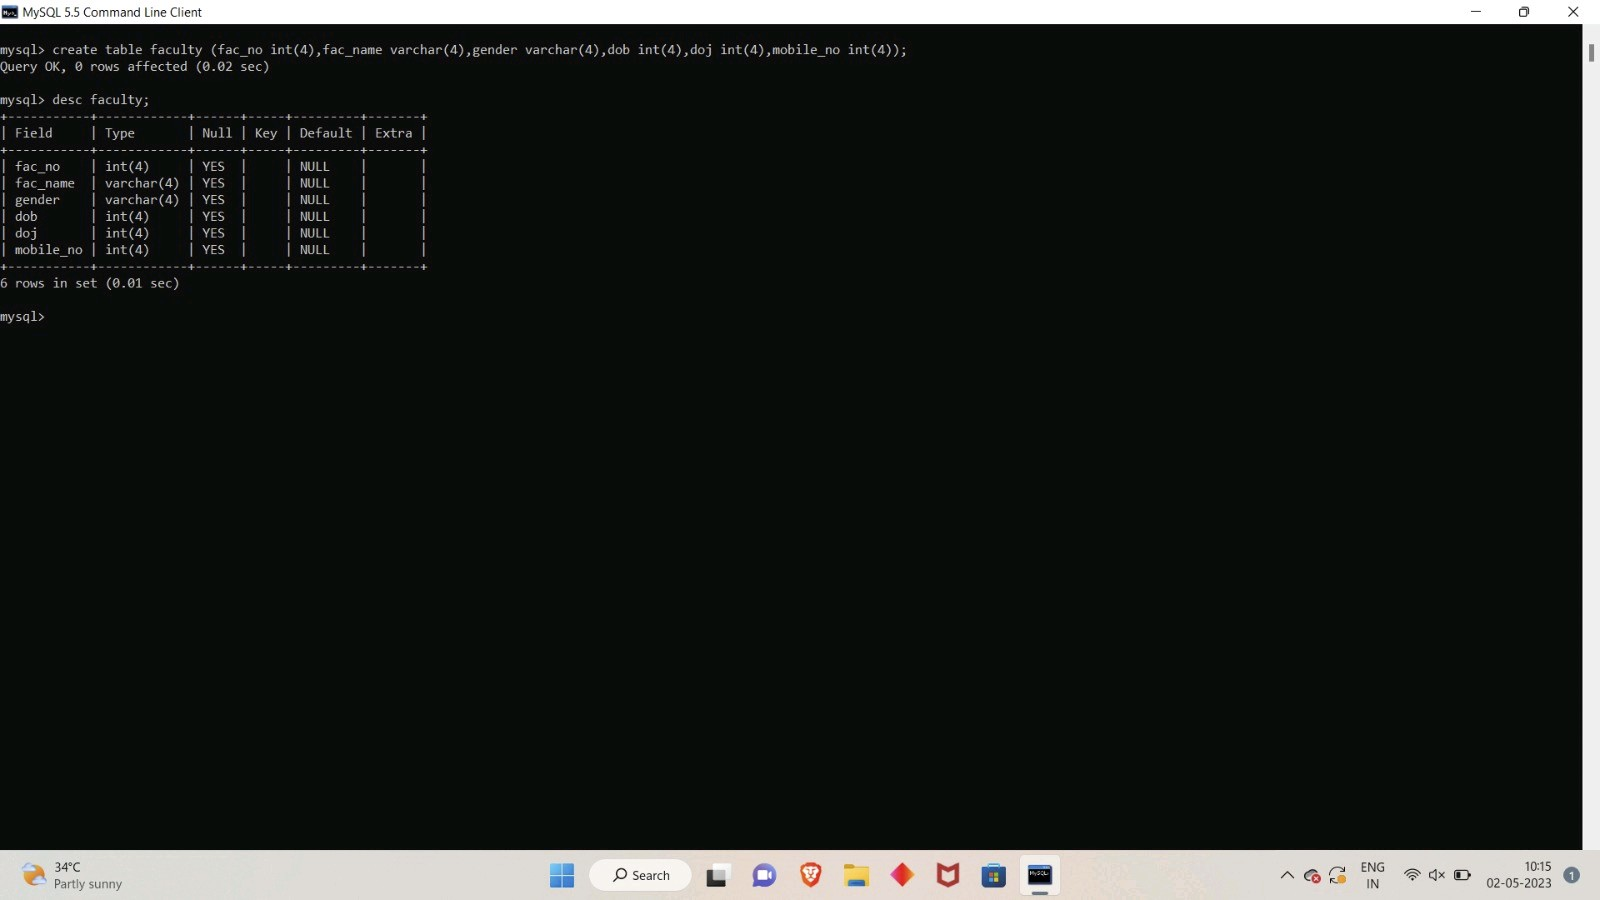 MySQL 5.5 Command Line Client
mysql> create table faculty (fac_no int(4),fac_name varchar(4),gender varchar(4),dob int(4),doj int(4),mobile_no int(4));
Query OK, 0 rows affected (0.02 sec)
mysql> desc faculty;
+-----------+------------+------+-----+---------+-------+
| Field     | Type       | Null | Key | Default | Extra |
+-----------+------------+------+-----+---------+-------+
| fac_no    | int(4)     | YES  |     | NULL    |       |
| fac_name  | varchar(4) | YES  |     | NULL    |       |
| gender    | varchar(4) | YES  |     | NULL    |       |
| dob       | int(4)     | YES  |     | NULL    |       |
| doj       | int(4)     | YES  |     | NULL    |       |
| mobile_no | int(4)     | YES  |     | NULL    |       |
+-----------+------------+------+-----+---------+-------+
6 rows in set (0.01 sec)
mysql>
34°C
Partly sunny
Search
MySQL
ENG
IN
10:15
02-05-2023
1